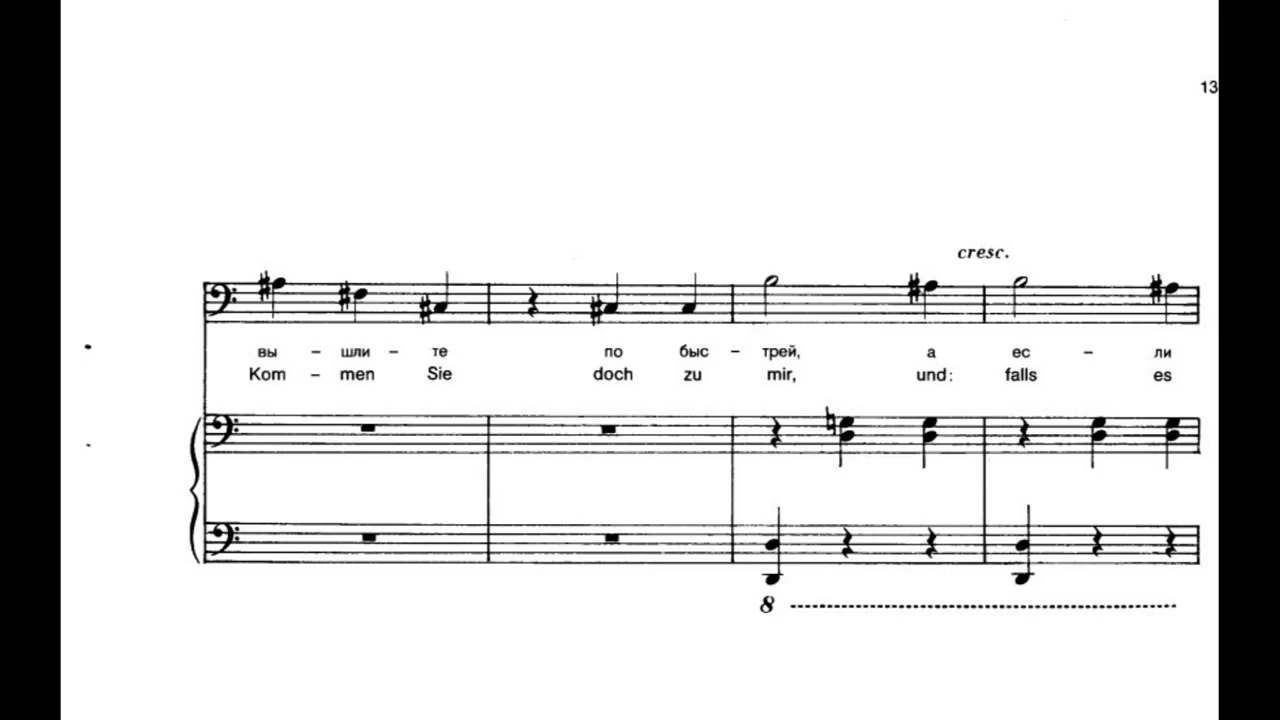 13
cresc.
вы – шли – те по быс – трей, а ес – ли
Kom – men Sie doch zu mir, und: falls es
8